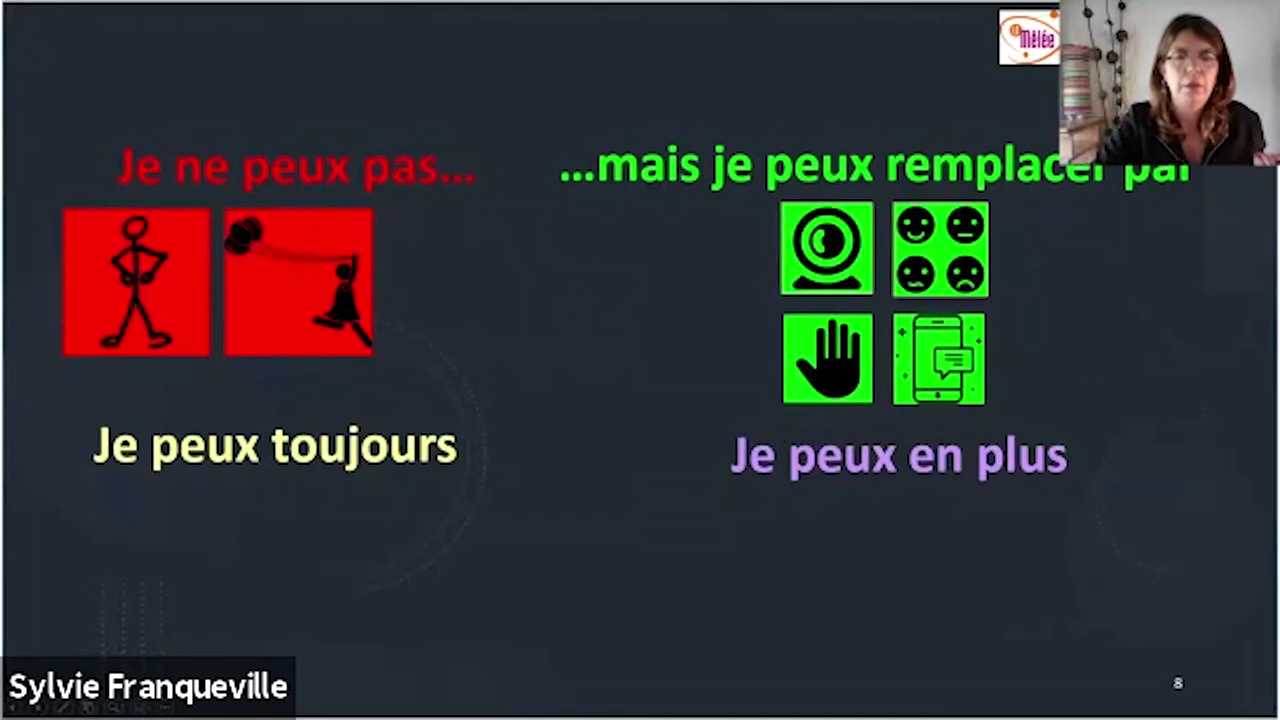 La Mêlée
Je ne peux pas...
...mais je peux remplacer par
Je peux toujours
Je peux en plus
Sylvie Franqueville
8